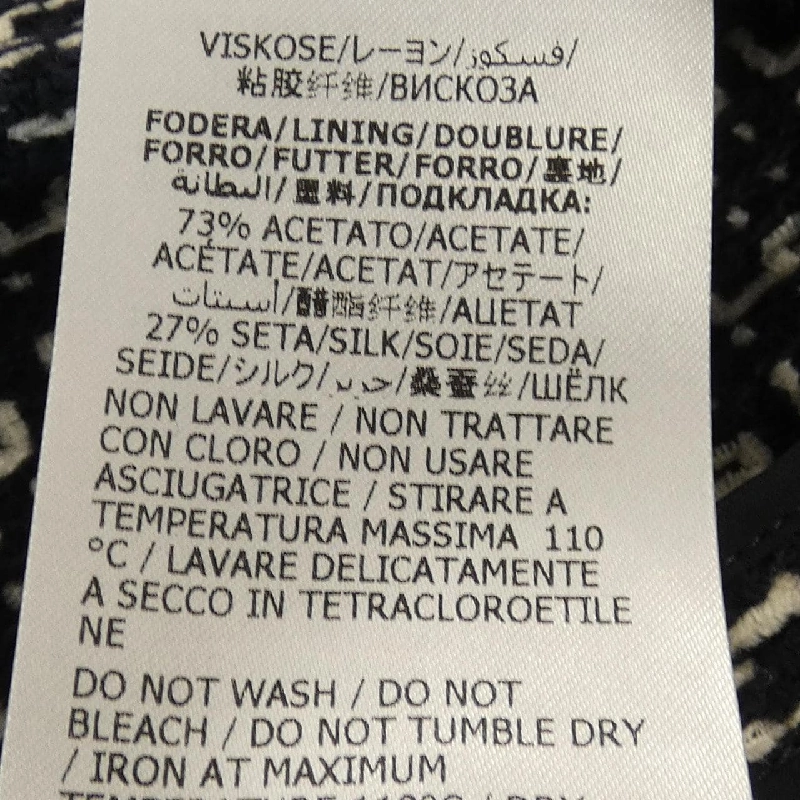 VISKOSE/レーヨン/فسكوز/
粘胶纤维/ВИСКОЗА
FODERA/LINING/DOUBLURE/
FORRO/FUTTER/FORRO/裏地/
البطانة/里料/ПОДКЛАДКА:
73% ACETATO/ACETATE/
ACÉTATE/ACETAT/アセテート/
أستات/醋酯纤维/АЦЕТАТ
27% SETA/SILK/SOIE/SEDA/
SEIDE/シルク/حرير/桑蚕丝/ШЁЛК
NON LAVARE / NON TRATTARE
CON CLORO / NON USARE
ASCIUGATRICE / STIRARE A
TEMPERATURA MASSIMA 110
°C / LAVARE DELICATAMENTE
A SECCO IN TETRACLOROETILE
NE
DO NOT WASH / DO NOT
BLEACH / DO NOT TUMBLE DRY
/ IRON AT MAXIMUM
TEMPERATURE 110°C / DRY